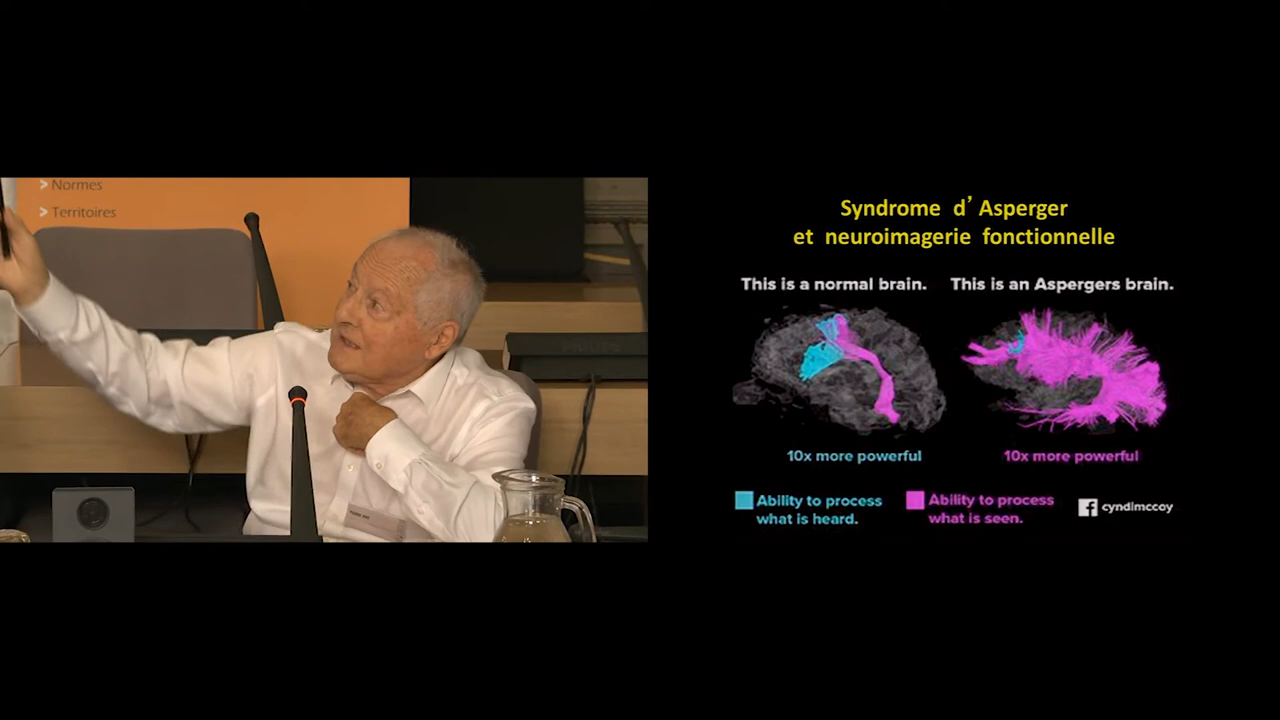 > Normes
> Territoires
PHILIPS
Syndrome d’ Asperger
et neuroimagerie fonctionnelle
This is a normal brain.
This is an Aspergers brain.
10x more powerful
10x more powerful
Ability to process
what is heard.
Ability to process
what is seen.
f cyndimccoy